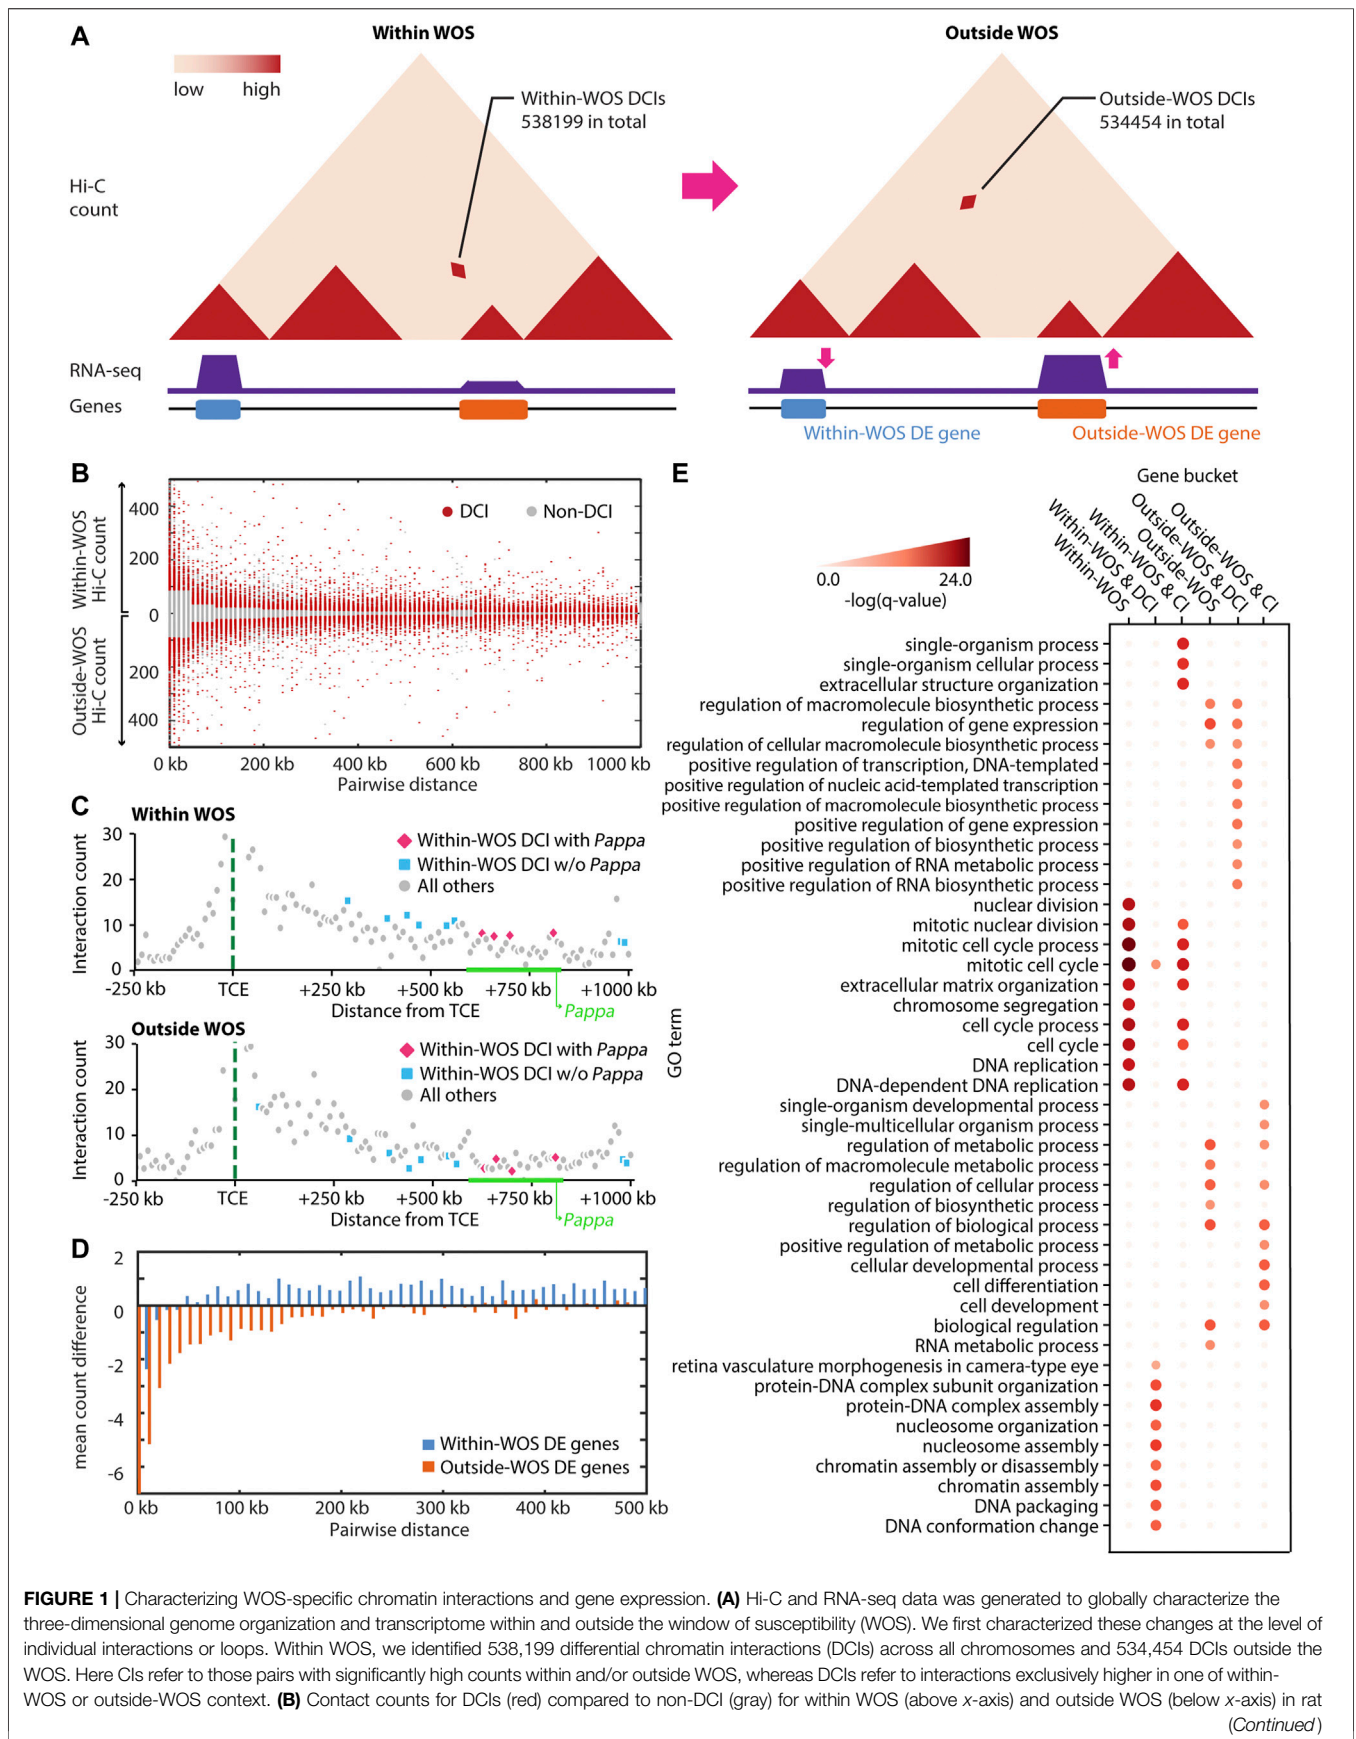 A
Within WOS
Outside WOS
low
high
Within-WOS DCIs
538199 in total
Outside-WOS DCIs
534454 in total
Hi-C
count
RNA-seq
Genes
Within-WOS DE gene
Outside-WOS DE gene
B
Within-WOS
Hi-C count
Outside-WOS
Hi-C count
400
200
0
200
400
DCI
Non-DCI
0 kb
200 kb
400 kb
600 kb
800 kb
1000 kb
Pairwise distance
C
Within WOS
Interaction count
30
20
10
0
Within-WOS DCI with Pappa
Within-WOS DCI w/o Pappa
All others
-250 kb
TCE
+250 kb
+500 kb
+750 kb
+1000 kb
Distance from TCE
Pappa
Outside WOS
Interaction count
30
20
10
0
Within-WOS DCI with Pappa
Within-WOS DCI w/o Pappa
All others
-250 kb
TCE
+250 kb
+500 kb
+750 kb
+1000 kb
Distance from TCE
Pappa
D
mean count difference
2
0
-2
-4
-6
Within-WOS DE genes
Outside-WOS DE genes
0 kb
100 kb
200 kb
300 kb
400 kb
500 kb
Pairwise distance
E
Gene bucket
0.0
24.0
-log(q-value)
Within-WOS
Within-WOS & DCI
Within-WOS & CI
Outside-WOS
Outside-WOS & DCI
Outside-WOS & CI
GO term
single-organism process
single-organism cellular process
extracellular structure organization
regulation of macromolecule biosynthetic process
regulation of gene expression
regulation of cellular macromolecule biosynthetic process
positive regulation of transcription, DNA-templated
positive regulation of nucleic acid-templated transcription
positive regulation of macromolecule biosynthetic process
positive regulation of gene expression
positive regulation of biosynthetic process
positive regulation of RNA metabolic process
positive regulation of RNA biosynthetic process
nuclear division
mitotic nuclear division
mitotic cell cycle process
mitotic cell cycle
extracellular matrix organization
chromosome segregation
cell cycle process
cell cycle
DNA replication
DNA-dependent DNA replication
single-organism developmental process
single-multicellular organism process
regulation of metabolic process
regulation of macromolecule metabolic process
regulation of cellular process
regulation of biosynthetic process
regulation of biological process
positive regulation of metabolic process
cellular developmental process
cell differentiation
cell development
biological regulation
RNA metabolic process
retina vasculature morphogenesis in camera-type eye
protein-DNA complex subunit organization
protein-DNA complex assembly
nucleosome organization
nucleosome assembly
chromatin assembly or disassembly
chromatin assembly
DNA packaging
DNA conformation change
FIGURE 1 | Characterizing WOS-specific chromatin interactions and gene expression. (A) Hi-C and RNA-seq data was generated to globally characterize the
three-dimensional genome organization and transcriptome within and outside the window of susceptibility (WOS). We first characterized these changes at the level of
individual interactions or loops. Within WOS, we identified 538,199 differential chromatin interactions (DCIs) across all chromosomes and 534,454 DCIs outside the
WOS. Here CIs refer to those pairs with significantly high counts within and/or outside WOS, whereas DCIs refer to interactions exclusively higher in one of within-
WOS or outside-WOS context. (B) Contact counts for DCIs (red) compared to non-DCI (gray) for within WOS (above x-axis) and outside WOS (below x-axis) in rat
(Continued)